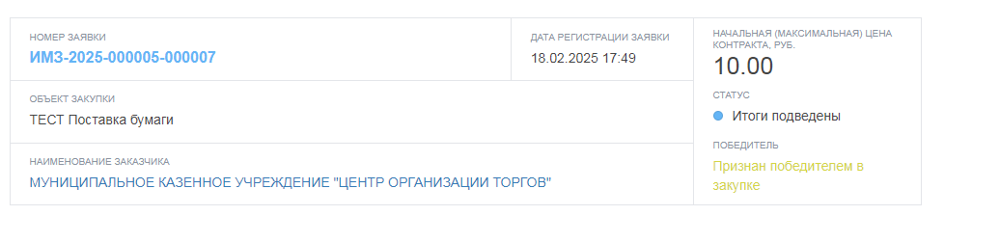 НОМЕР ЗАЯВКИ
ИМЗ-2025-000005-000007
ДАТА РЕГИСТРАЦИИ ЗАЯВКИ
18.02.2025 17:49
НАЧАЛЬНАЯ (МАКСИМАЛЬНАЯ) ЦЕНА
КОНТРАКТА, РУБ.
10.00
ОБЪЕКТ ЗАКУПКИ
ТЕСТ Поставка бумаги
СТАТУС
Итоги подведены
НАИМЕНОВАНИЕ ЗАКАЗЧИКА
МУНИЦИПАЛЬНОЕ КАЗЕННОЕ УЧРЕЖДЕНИЕ "ЦЕНТР ОРГАНИЗАЦИИ ТОРГОВ"
ПОБЕДИТЕЛЬ
Признан победителем в
закупке